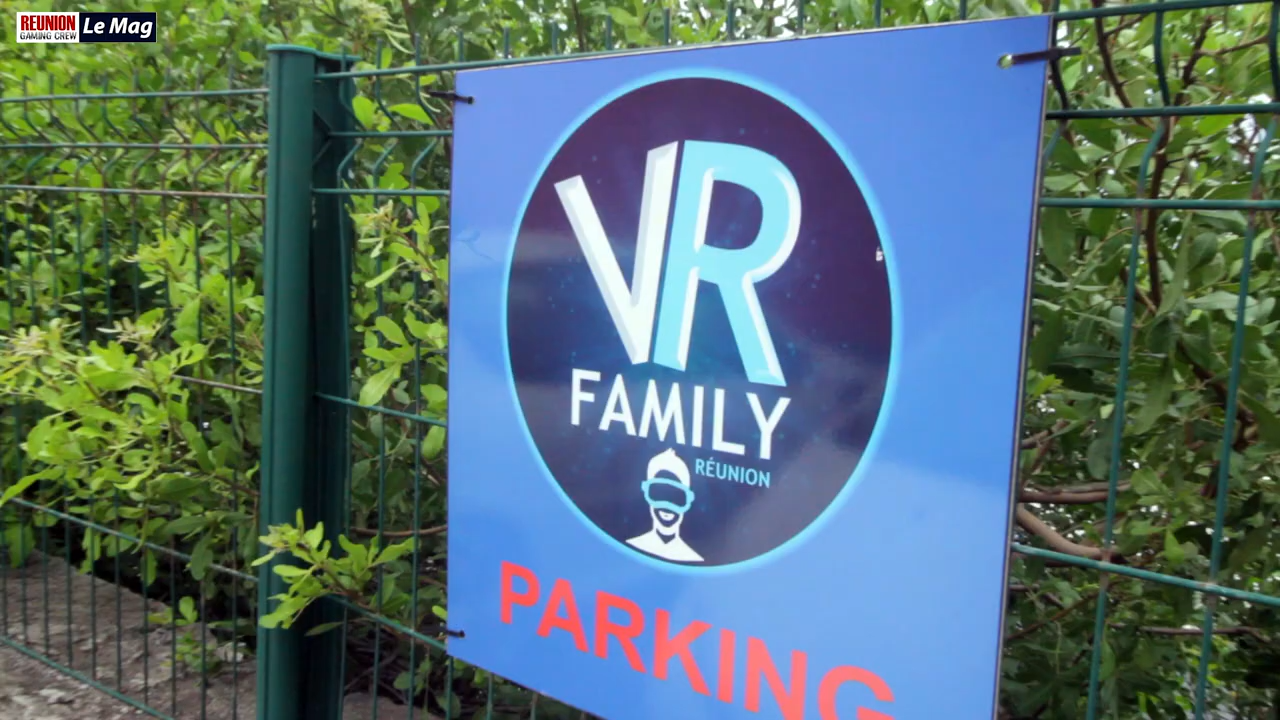 REUNION
GAMING CREW
Le Mag
VR
FAMILY
RÉUNION
PARKING